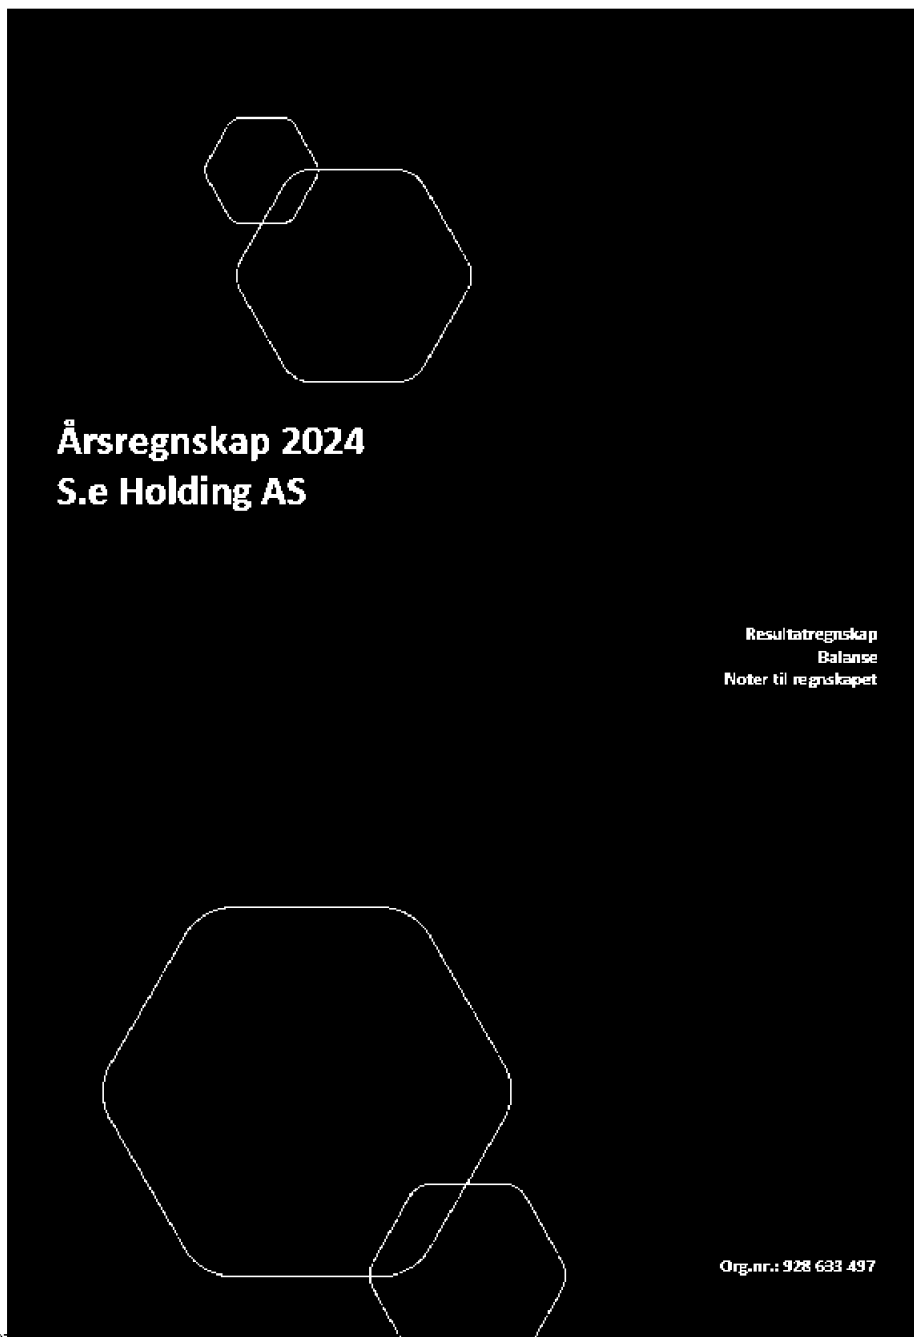 Årsregnskap 2024
S.e Holding AS
Resultatregnskap
Balanse
Noter til regnskapet
Org.nr.: 928 633 497